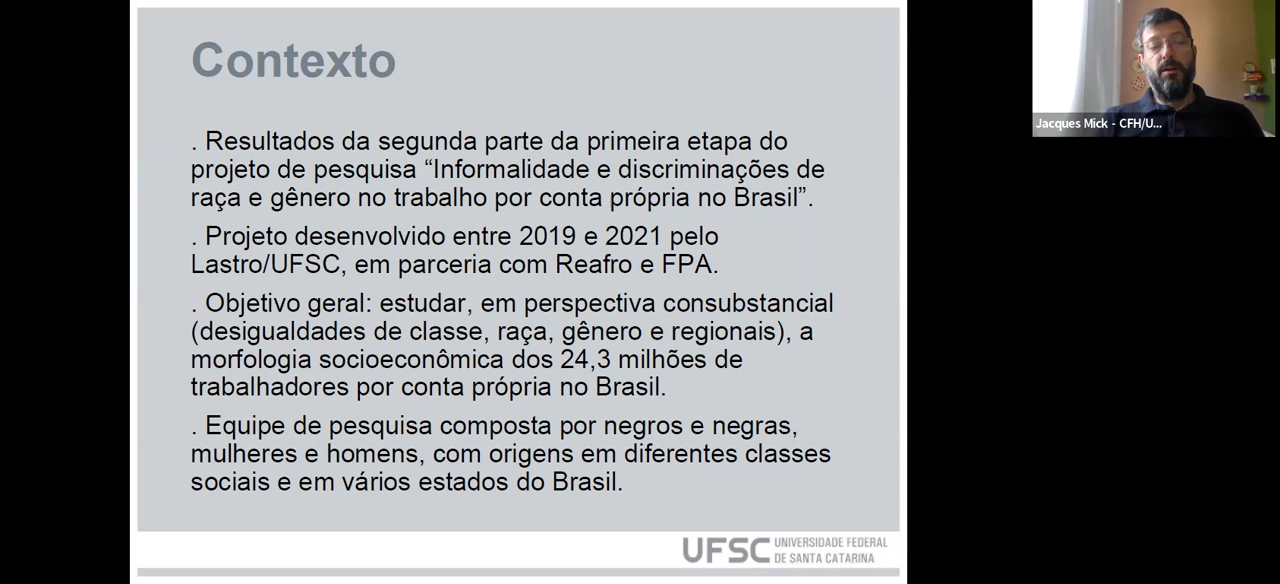 Contexto
. Resultados da segunda parte da primeira etapa do
projeto de pesquisa “Informalidade e discriminações de
raça e gênero no trabalho por conta própria no Brasil”.
. Projeto desenvolvido entre 2019 e 2021 pelo
Lastro/UFSC, em parceria com Reafro e FPA.
. Objetivo geral: estudar, em perspectiva consubstancial
(desigualdades de classe, raça, gênero e regionais), a
morfologia socioeconômica dos 24,3 milhões de
trabalhadores por conta própria no Brasil.
. Equipe de pesquisa composta por negros e negras,
mulheres e homens, com origens em diferentes classes
sociais e em vários estados do Brasil.
UFSC UNIVERSIDADE FEDERAL
DE SANTA CATARINA
Jacques Mick - CFH/U...